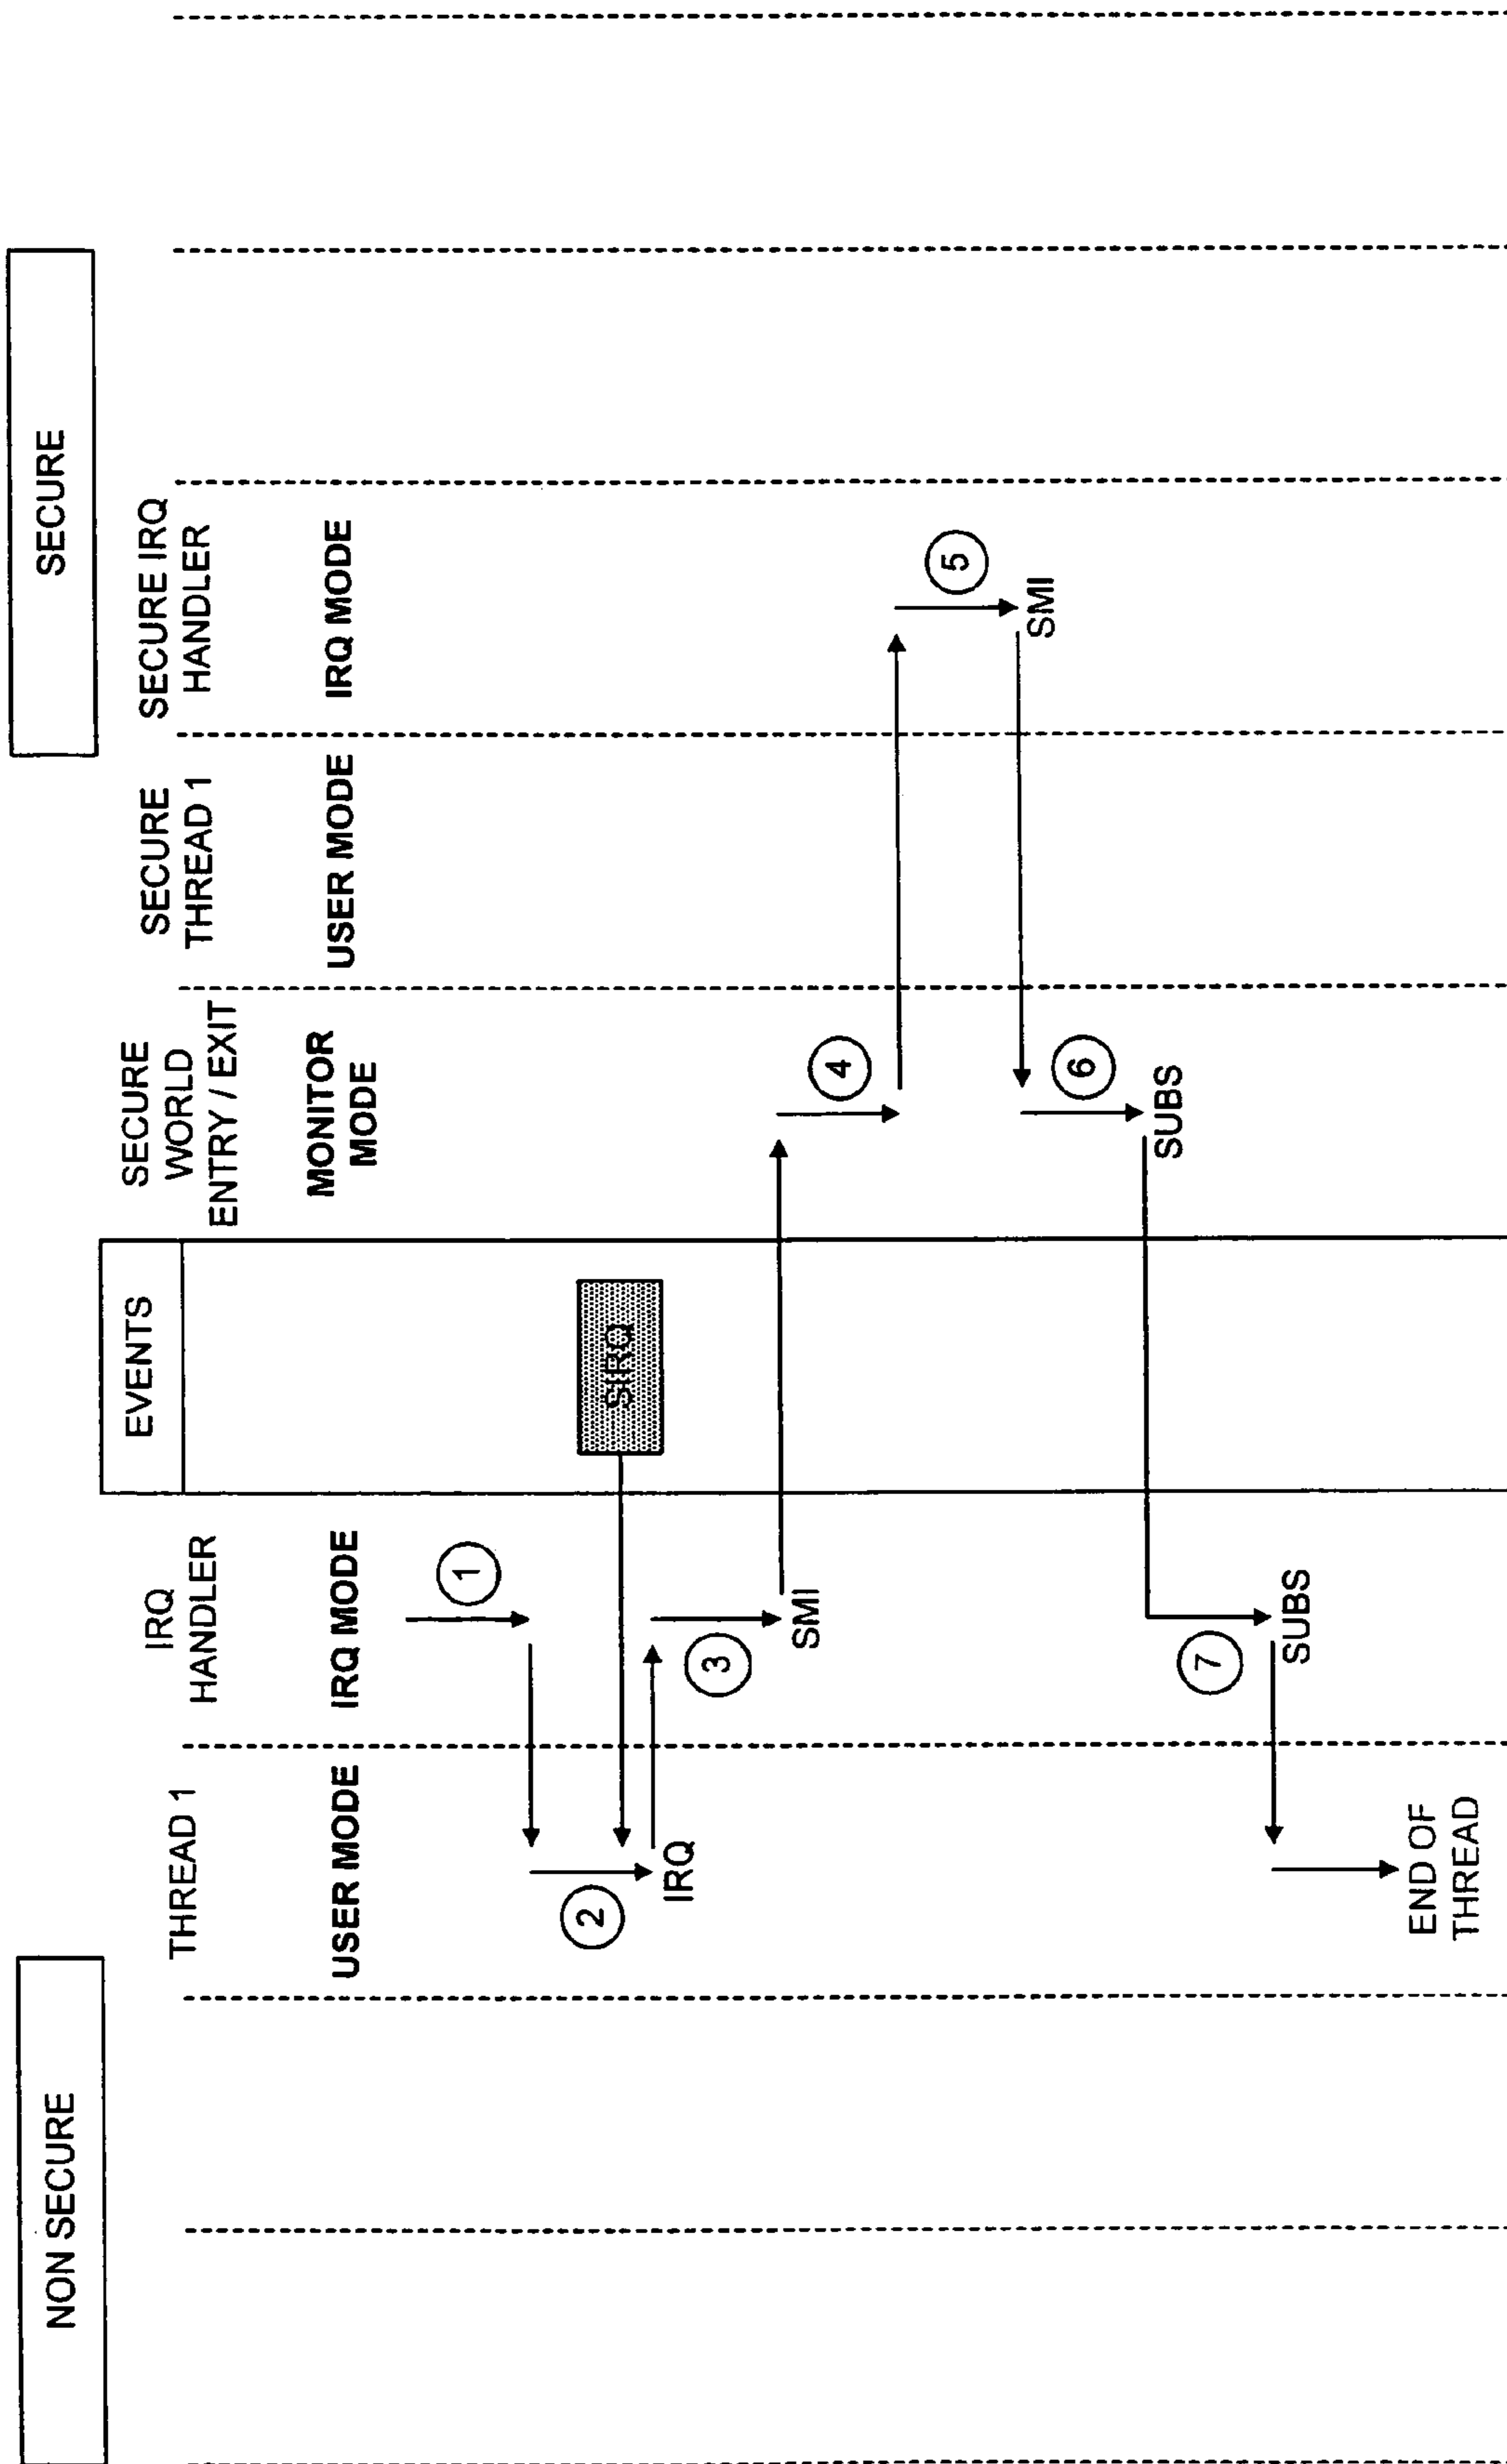 NON SECURE
SECURE
THREAD 1
USER MODE
IRQ
HANDLER
IRQ MODE
EVENTS
SECURE
WORLD
ENTRY / EXIT
MONITOR
MODE
SECURE
THREAD 1
USER MODE
SECURE IRQ
HANDLER
IRQ MODE
1
SIRQ
2
IRQ
3
SMI
4
5
SMI
6
SUBS
7
SUBS
END OF
THREAD